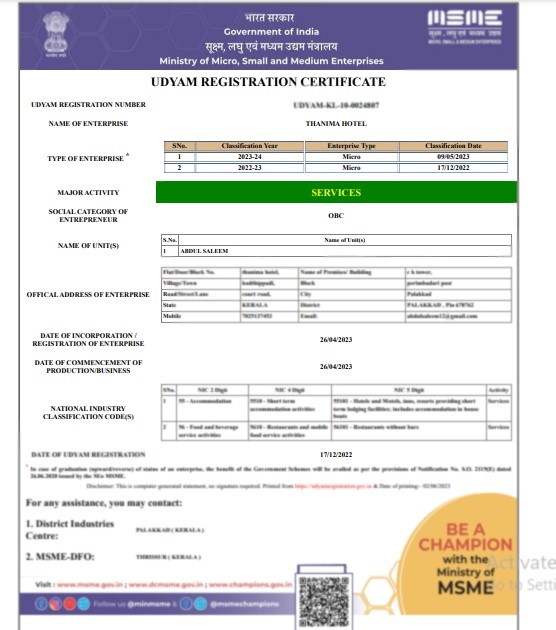 भारत सरकार
Government of India
सूक्ष्म, लघु एवं मध्यम उद्यम मंत्रालय
Ministry of Micro, Small and Medium Enterprises
MSME
MICRO, SMALL & MEDIUM ENTERPRISES
UDYAM REGISTRATION CERTIFICATE
UDYAM REGISTRATION NUMBER
NAME OF ENTERPRISE THANIMA HOTEL
TYPE OF ENTERPRISE *
SNo. Classification Year Enterprise Type Classification Date
1 2023-24 Micro 09/05/2023
2 2022-23 Micro 17/12/2022
MAJOR ACTIVITY SERVICES
SOCIAL CATEGORY OF ENTREPRENEUR OBC
NAME OF UNIT(S)
S.No. Name of Unit(s)
1 ABDUL SALEEM
OFFICAL ADDRESS OF ENTERPRISE
Flat/Door/Block No. thanima hotel, Name of Premises/ Building
Village/Town Block
Road/Street/Lane court road, City Palakkad
State KERALA District PALAKKAD , Pin 678762
Mobile Email:
DATE OF INCORPORATION / REGISTRATION OF ENTERPRISE 26/04/2023
DATE OF COMMENCEMENT OF PRODUCTION/BUSINESS 26/04/2023
NATIONAL INDUSTRY CLASSIFICATION CODE(S)
SNo. NIC 2 Digit NIC 4 Digit NIC 5 Digit Activity
1 55 - Accommodation 5510 - Short term accommodation activities 55101 - Hotels and Motels, inns, resorts providing short term lodging facilities; includes accommodation in house boats Services
2 56 - Food and beverage service activities 5610 - Restaurants and mobile food service activities 56101 - Restaurants without bars Services
DATE OF UDYAM REGISTRATION 17/12/2022
* In case of graduation (upward/reverse) of status of an enterprise, the benefit of the Government Schemes will be availed as per the provisions of Notification No. S.O. 2119(E) dated
26.06.2020 issued by the M/o MSME.
Disclaimer: This is computer generated statement, no signature required. Printed from https://udyamregistration.gov.in & Date of printing:- 02/06/2023
For any assistance, you may contact:
1. District Industries Centre: PALAKKAD ( KERALA )
2. MSME-DFO: THRISSUR ( KERALA )
Visit : www.msme.gov.in ; www.dcmsme.gov.in ; www.champions.gov.in
Follow us @minmsme & @msmechampions
BE A
CHAMPION
with the
Ministry of
MSME